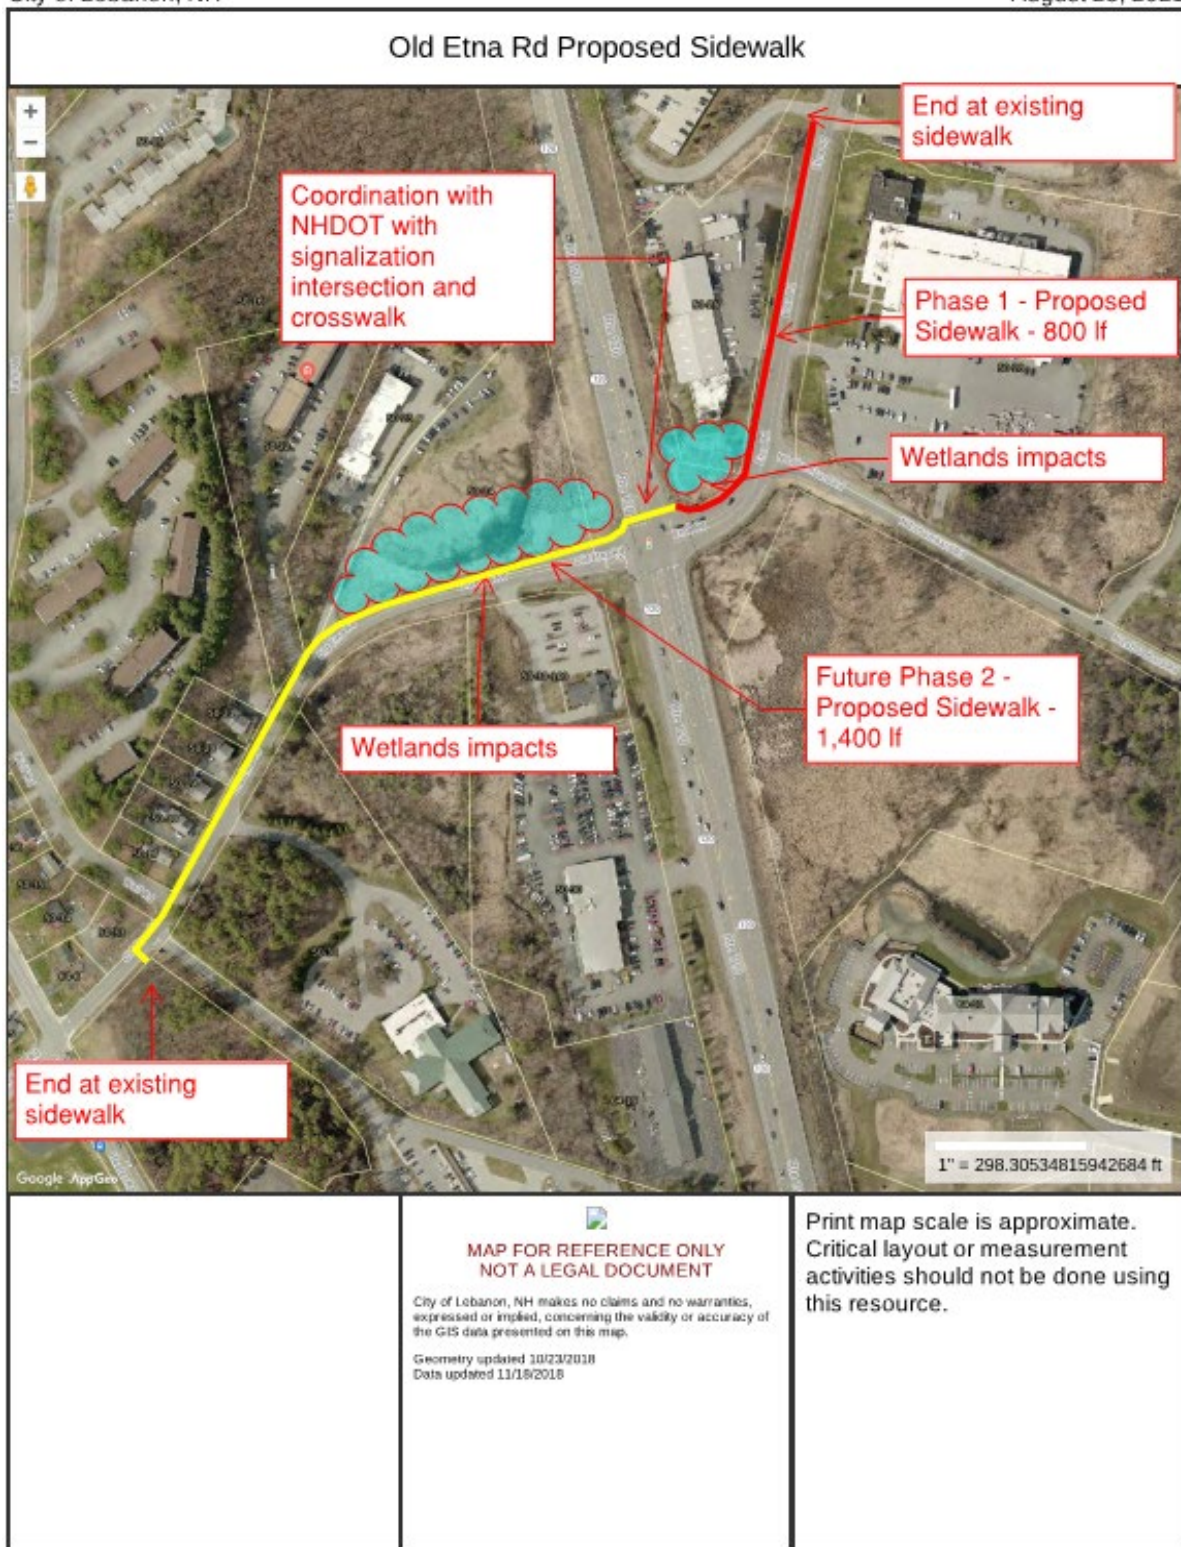 Old Etna Rd Proposed Sidewalk
End at existing
sidewalk
Coordination with
NHDOT with
signalization
intersection and
crosswalk
Phase 1 - Proposed
Sidewalk - 800 lf
Wetlands impacts
Future Phase 2 -
Proposed Sidewalk -
1,400 lf
Wetlands impacts
End at existing
sidewalk
Google AppGeo
1" = 298.30534815942684 ft
MAP FOR REFERENCE ONLY
NOT A LEGAL DOCUMENT
City of Lebanon, NH makes no claims and no warranties,
expressed or implied, concerning the validity or accuracy of
the GIS data presented on this map.
Geometry updated 10/23/2018
Data updated 11/18/2018
Print map scale is approximate.
Critical layout or measurement
activities should not be done using
this resource.